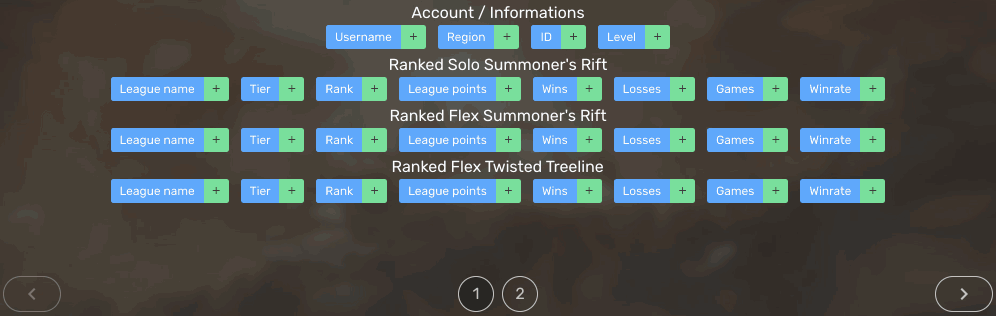 Account / Informations
Username + Region + ID + Level +
Ranked Solo Summoner's Rift
League name + Tier + Rank + League points + Wins + Losses + Games + Winrate +
Ranked Flex Summoner's Rift
League name + Tier + Rank + League points + Wins + Losses + Games + Winrate +
Ranked Flex Twisted Treeline
League name + Tier + Rank + League points + Wins + Losses + Games + Winrate +
1 2